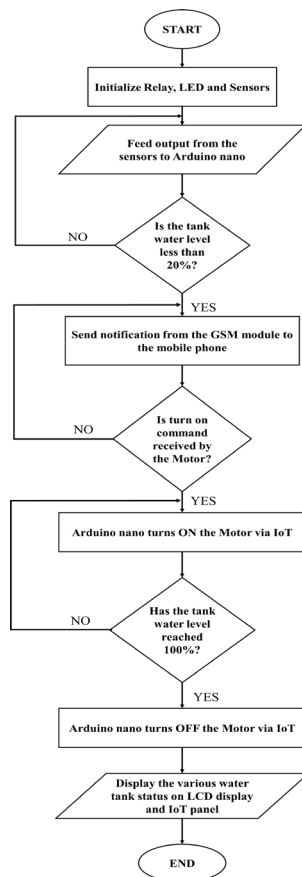 START
Initialize Relay, LED and Sensors
Feed output from the
sensors to Arduino nano
Is the tank
water level
less than
20%?
NO
YES
Send notification from the GSM module to
the mobile phone
Is turn on
command
received by
the Motor?
NO
YES
Arduino nano turns ON the Motor via IoT
Has the tank
water level
reached
100%?
NO
YES
Arduino nano turns OFF the Motor via IoT
Display the various water
tank status on LCD display
and IoT panel
END